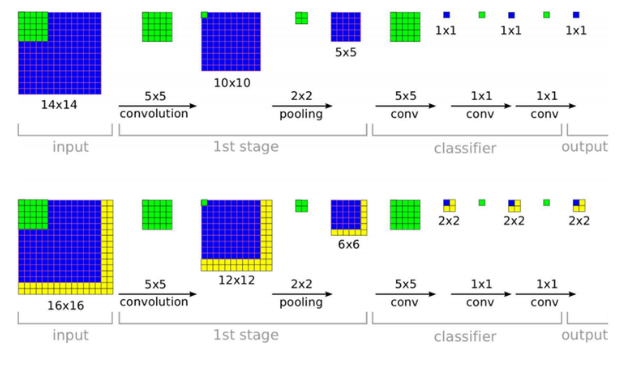 14x14
5x5
convolution
10x10
2x2
pooling
5x5
5x5
conv
1x1
1x1
conv
1x1
1x1
conv
1x1
input
1st stage
classifier
output
16x16
5x5
convolution
12x12
2x2
pooling
6x6
5x5
conv
2x2
1x1
conv
2x2
1x1
conv
2x2
input
1st stage
classifier
output